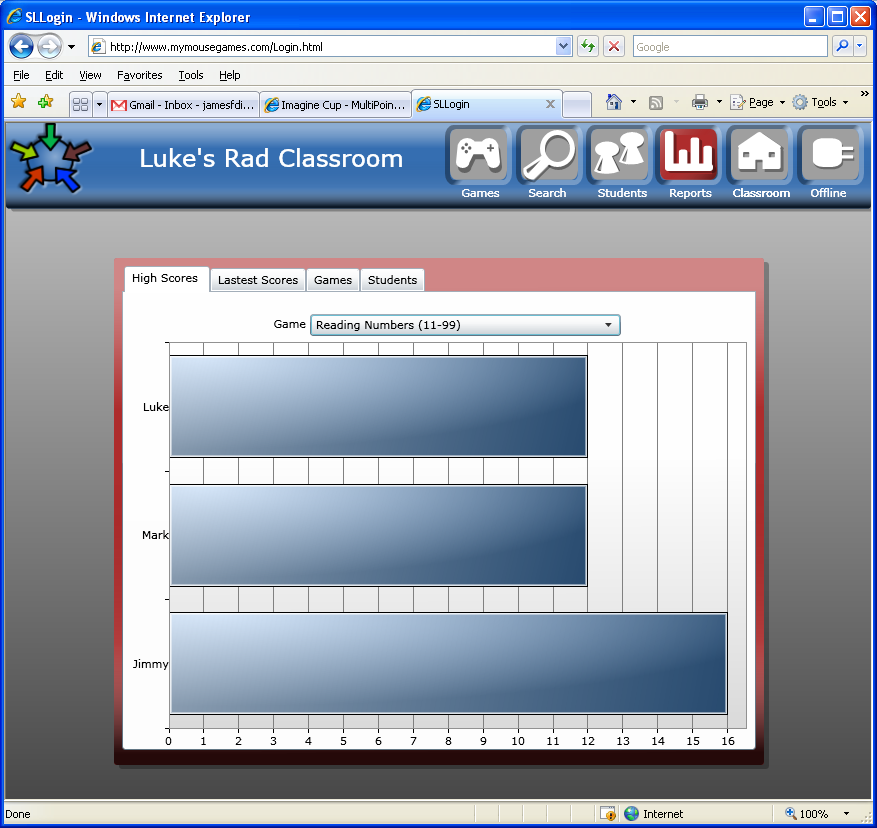 SLLogin - Windows Internet Explorer
http://www.mymousegames.com/Login.html
Google
File Edit View Favorites Tools Help
Gmail - Inbox - jamesfdi... Imagine Cup - MultiPoin... SLLogin Page Tools
Luke's Rad Classroom
Games Search Students Reports Classroom Offline
High Scores Lastest Scores Games Students
Game Reading Numbers (11-99)
Luke
Mark
Jimmy
0 1 2 3 4 5 6 7 8 9 10 11 12 13 14 15 16
Done Internet 100%